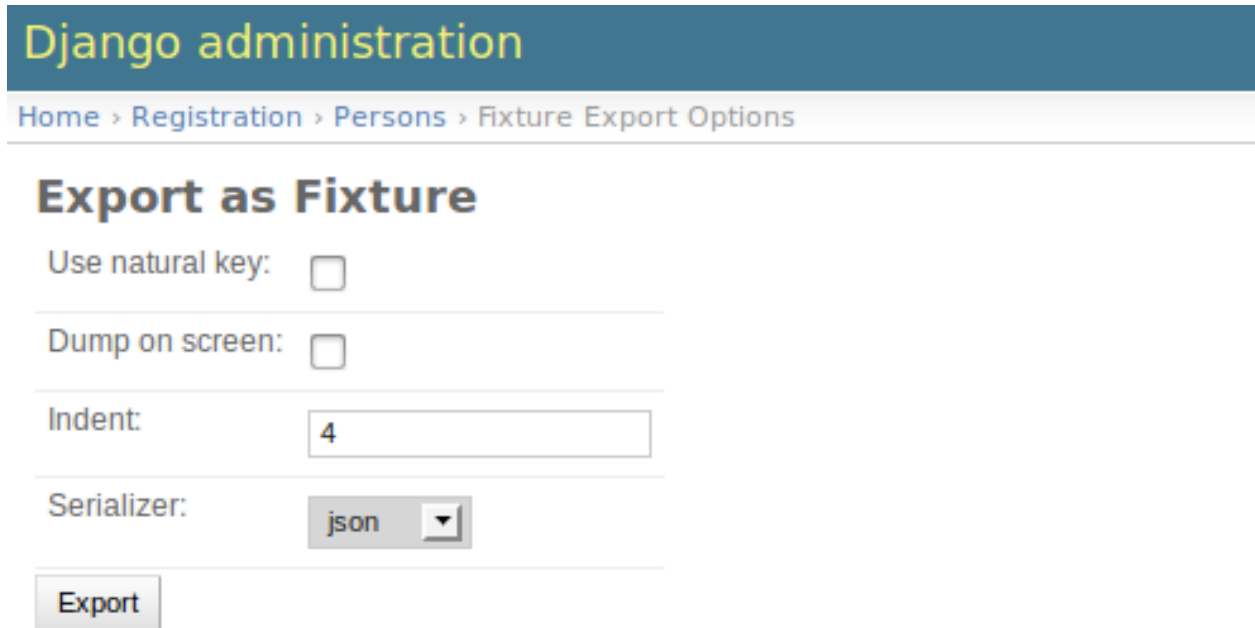 Django administration
Home › Registration › Persons › Fixture Export Options
Export as Fixture
Use natural key:
Dump on screen:
Indent: 4
Serializer: json
Export